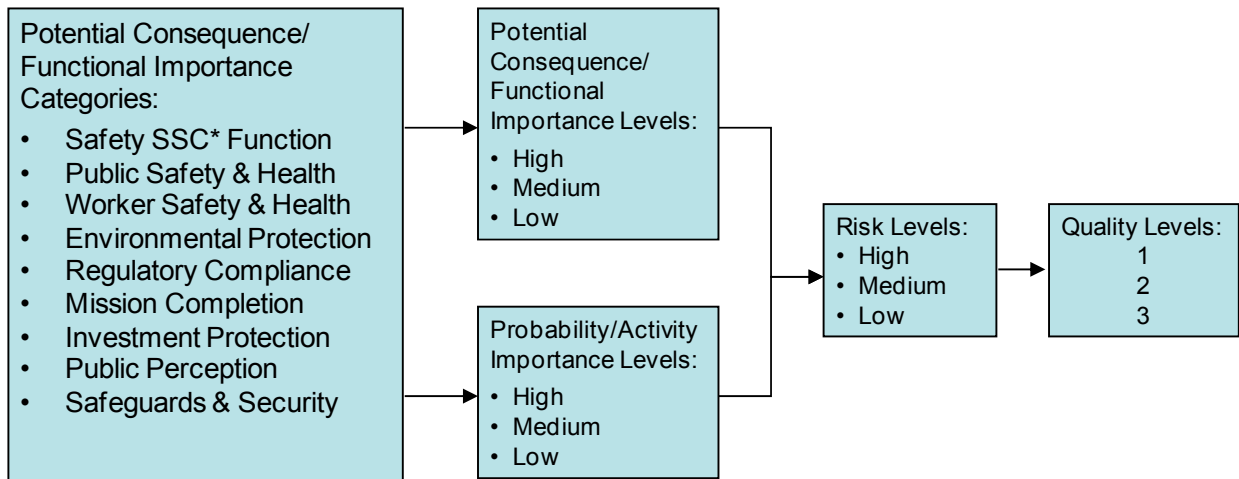 Potential Consequence/
Functional Importance
Categories:
• Safety SSC* Function
• Public Safety & Health
• Worker Safety & Health
• Environmental Protection
• Regulatory Compliance
• Mission Completion
• Investment Protection
• Public Perception
• Safeguards & Security
Potential
Consequence/
Functional
Importance Levels:
• High
• Medium
• Low
Probability/Activity
Importance Levels:
• High
• Medium
• Low
Risk Levels:
• High
• Medium
• Low
Quality Levels:
1
2
3